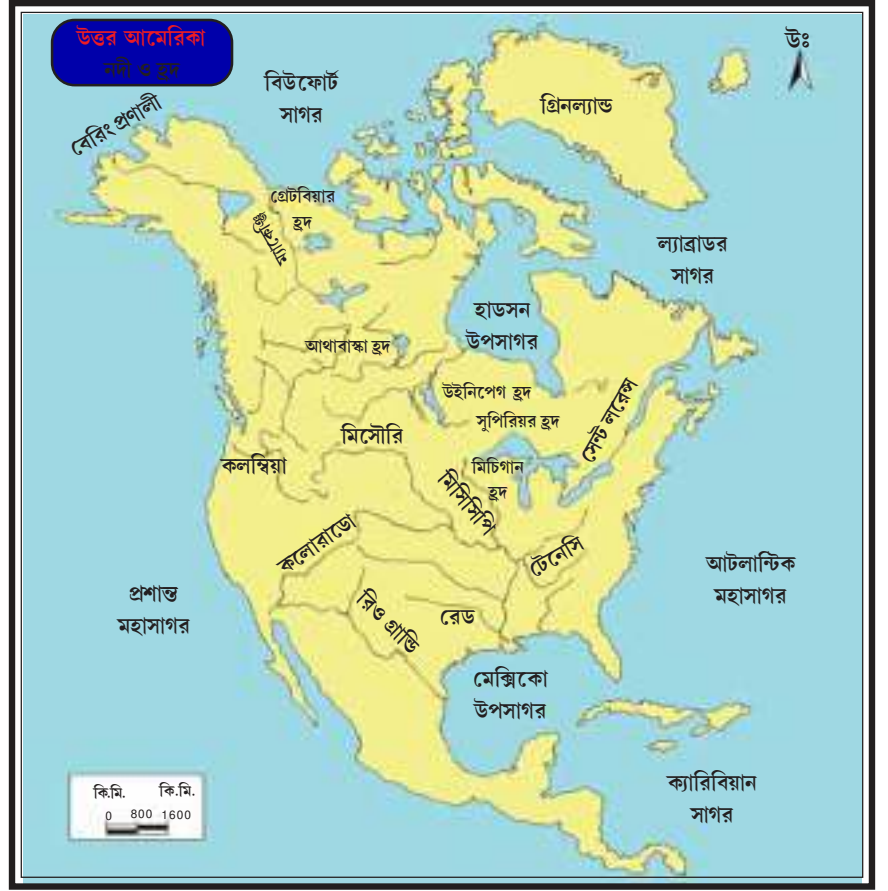 উত্তর আমেরিকা
নদী ও হ্রদ
উঃ
বিউফোর্ট
সাগর
গ্রিনল্যান্ড
বেরিং প্রণালী
গ্রেটবিয়ার
হ্রদ
ম্যাকেঞ্জি
ল্যাব্রাডর
সাগর
হাডসন
উপসাগর
আথাবাস্কা হ্রদ
উইনিপেগ হ্রদ
সুপিরিয়র হ্রদ
সেন্ট লরেন্স
মিসৌরি
কলম্বিয়া
মিচিগান
হ্রদ
মিসিসিপি
কলোরাডো
টেনেসি
আটলান্টিক
মহাসাগর
প্রশান্ত
মহাসাগর
রিও গ্রান্ডি
রেড
মেক্সিকো
উপসাগর
ক্যারিবিয়ান
সাগর
কি.মি. কি.মি.
0 800 1600